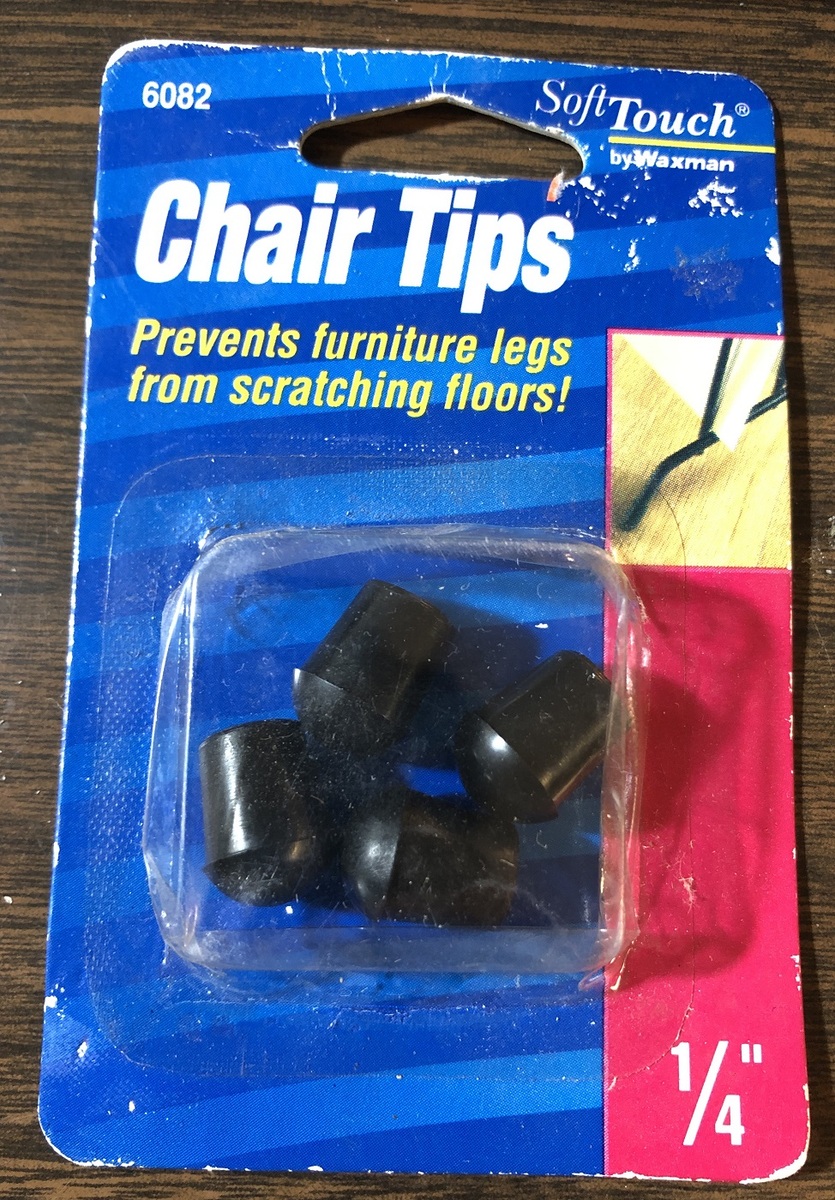 6082
Soft Touch®
by Waxman
Chair Tips
Prevents furniture legs
from scratching floors!
1/4"